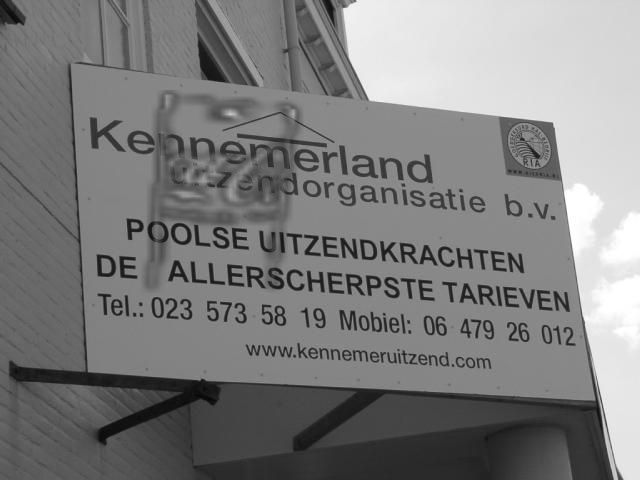 Kennemerland
uitzendorganisatie b.v.
POOLSE UITZENDKRACHTEN
DE ALLERSCHERPSTE TARIEVEN
Tel.: 023 573 58 19 Mobiel: 06 479 26 012
www.kennemeruitzend.com
RIA